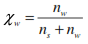 χ_w = n_w / (n_s + n_w)